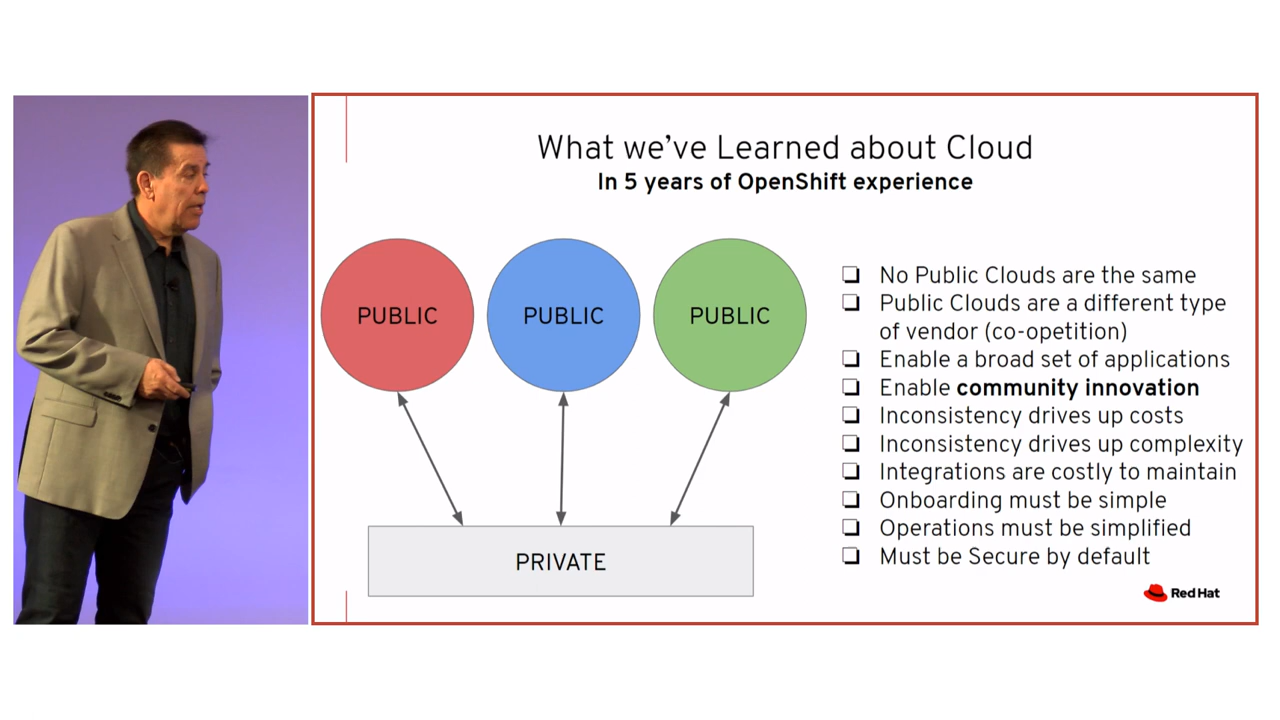 What we've Learned about Cloud
In 5 years of OpenShift experience
PUBLIC
PUBLIC
PUBLIC
PRIVATE
❏ No Public Clouds are the same
❏ Public Clouds are a different type
of vendor (co-opetition)
❏ Enable a broad set of applications
❏ Enable community innovation
❏ Inconsistency drives up costs
❏ Inconsistency drives up complexity
❏ Integrations are costly to maintain
❏ Onboarding must be simple
❏ Operations must be simplified
❏ Must be Secure by default
Red Hat